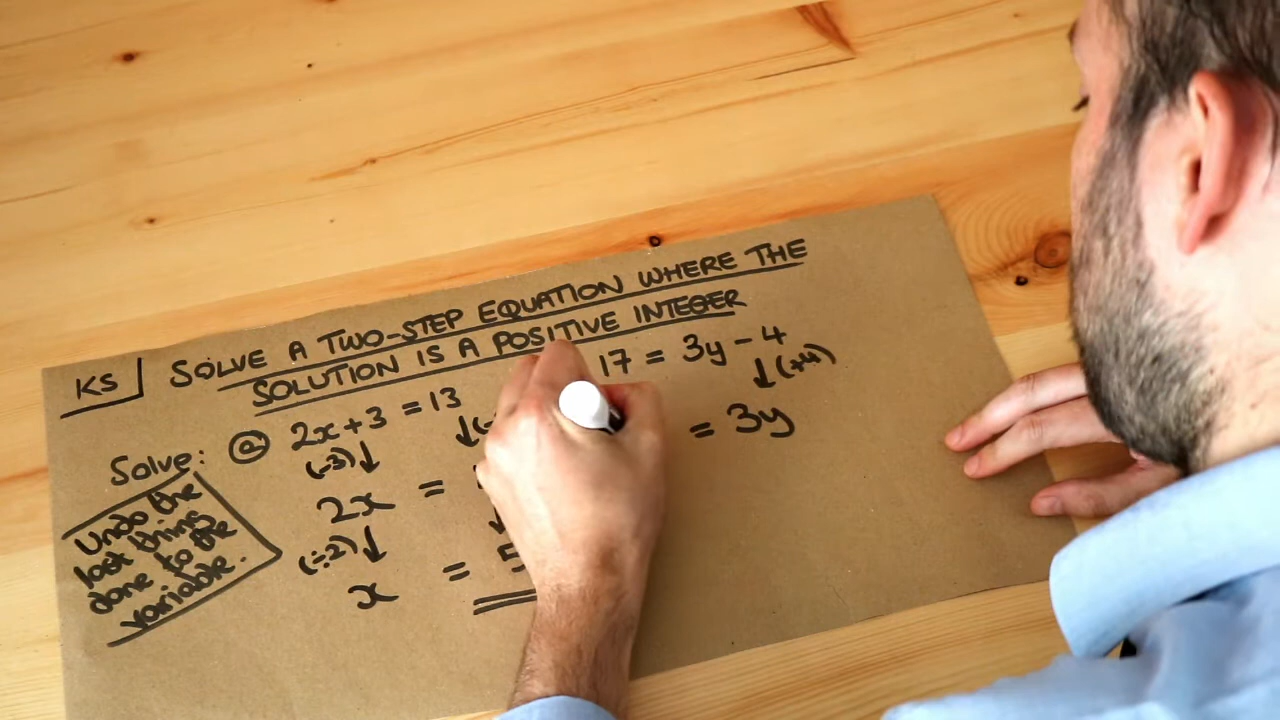 KS SOLVE A TWO-STEP EQUATION WHERE THE
SOLUTION IS A POSITIVE INTEGER
Solve: ⓐ 2x+3 =13
(-3)↓ ↓(-
2x =
(÷2)↓ ↓
x = 5
Undo the
last thing
done to the
variable.
17 = 3y - 4
↓(+4)
= 3y